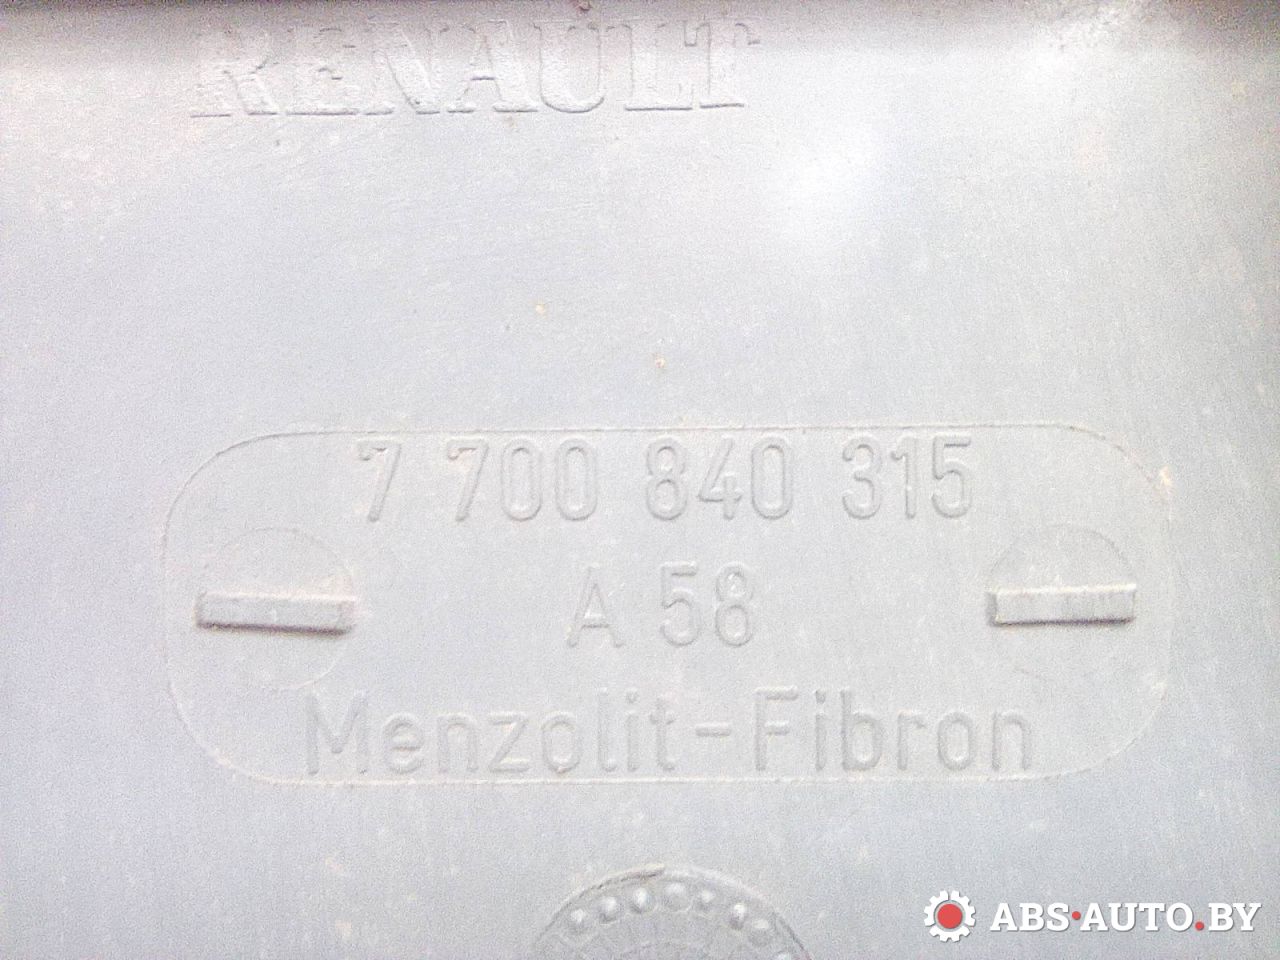 RENAULT
7 700 840 315
A 58
Menzolit-Fibron
ABS·AUTO.BY